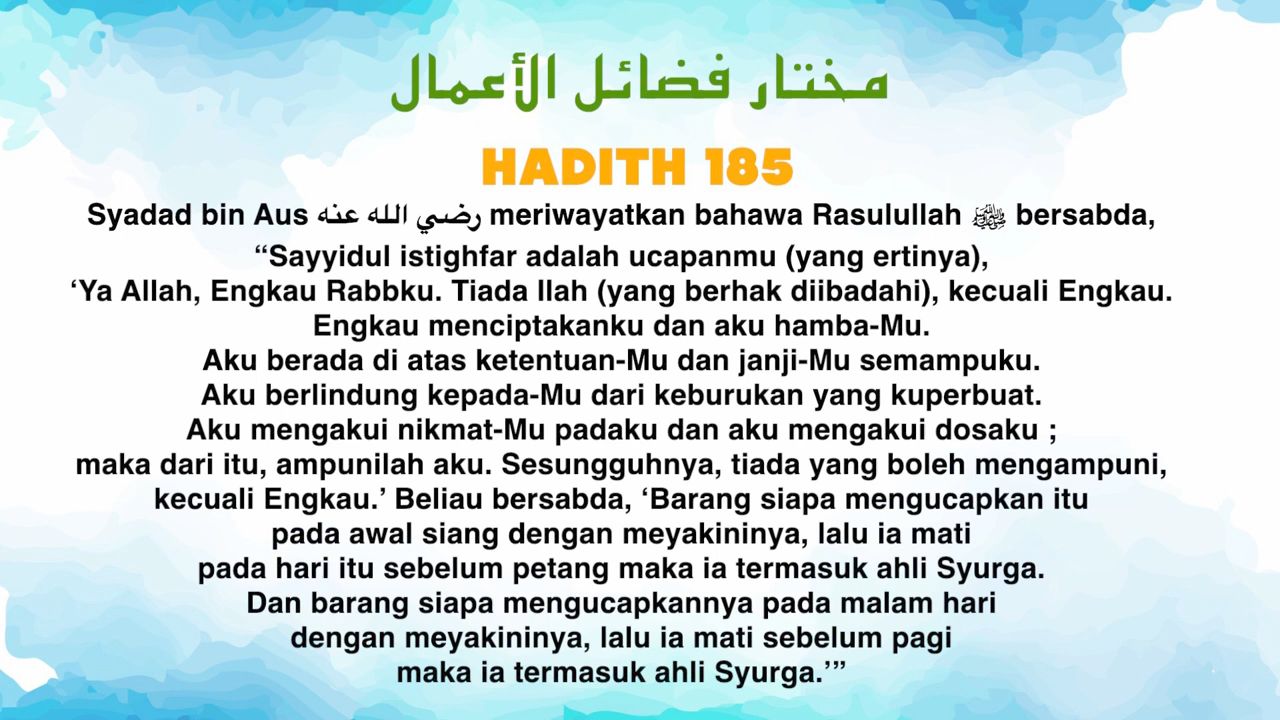 مختار فضائل الأعمال
HADITH 185
Syadad bin Aus رضي الله عنه meriwayatkan bahawa Rasulullah ﷺ bersabda,
“Sayyidul istighfar adalah ucapanmu (yang ertinya),
‘Ya Allah, Engkau Rabbku. Tiada Ilah (yang berhak diibadahi), kecuali Engkau.
Engkau menciptakanku dan aku hamba-Mu.
Aku berada di atas ketentuan-Mu dan janji-Mu semampuku.
Aku berlindung kepada-Mu dari keburukan yang kuperbuat.
Aku mengakui nikmat-Mu padaku dan aku mengakui dosaku ;
maka dari itu, ampunilah aku. Sesungguhnya, tiada yang boleh mengampuni,
kecuali Engkau.’ Beliau bersabda, ‘Barang siapa mengucapkan itu
pada awal siang dengan meyakininya, lalu ia mati
pada hari itu sebelum petang maka ia termasuk ahli Syurga.
Dan barang siapa mengucapkannya pada malam hari
dengan meyakininya, lalu ia mati sebelum pagi
maka ia termasuk ahli Syurga.’”